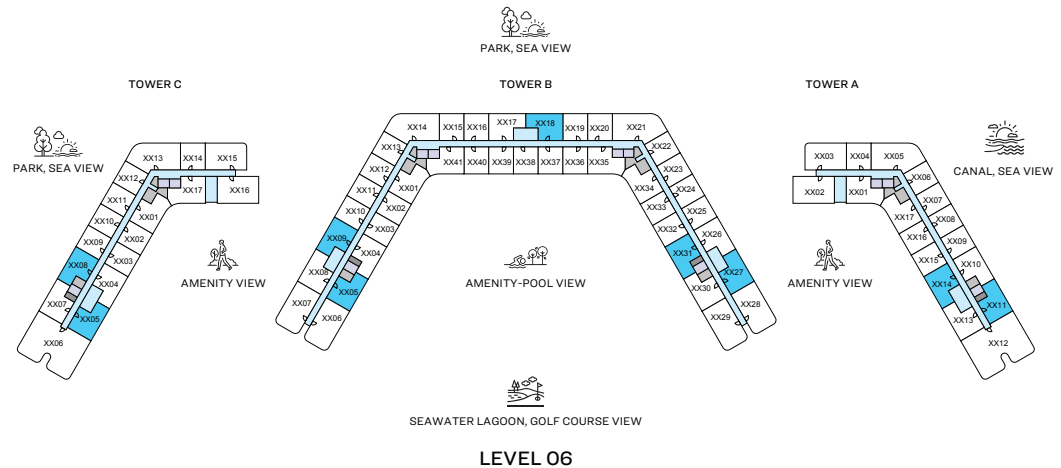 PARK, SEA VIEW
TOWER C
TOWER B
TOWER A
PARK, SEA VIEW
CANAL, SEA VIEW
XX13
XX14
XX15
XX12
XX17
XX16
XX11
XX01
XX10
XX02
XX09
XX03
XX08
XX04
XX07
XX05
XX06
XX14
XX15
XX16
XX17
XX18
XX19
XX20
XX21
XX13
XX41
XX40
XX39
XX38
XX37
XX36
XX35
XX22
XX12
XX01
XX34
XX23
XX11
XX02
XX33
XX24
XX10
XX03
XX32
XX25
XX09
XX04
XX31
XX26
XX08
XX05
XX30
XX27
XX07
XX06
XX29
XX28
XX03
XX04
XX05
XX02
XX01
XX06
XX17
XX07
XX16
XX08
XX15
XX09
XX14
XX10
XX13
XX11
XX12
AMENITY VIEW
AMENITY-POOL VIEW
AMENITY VIEW
SEAWATER LAGOON, GOLF COURSE VIEW
LEVEL 06